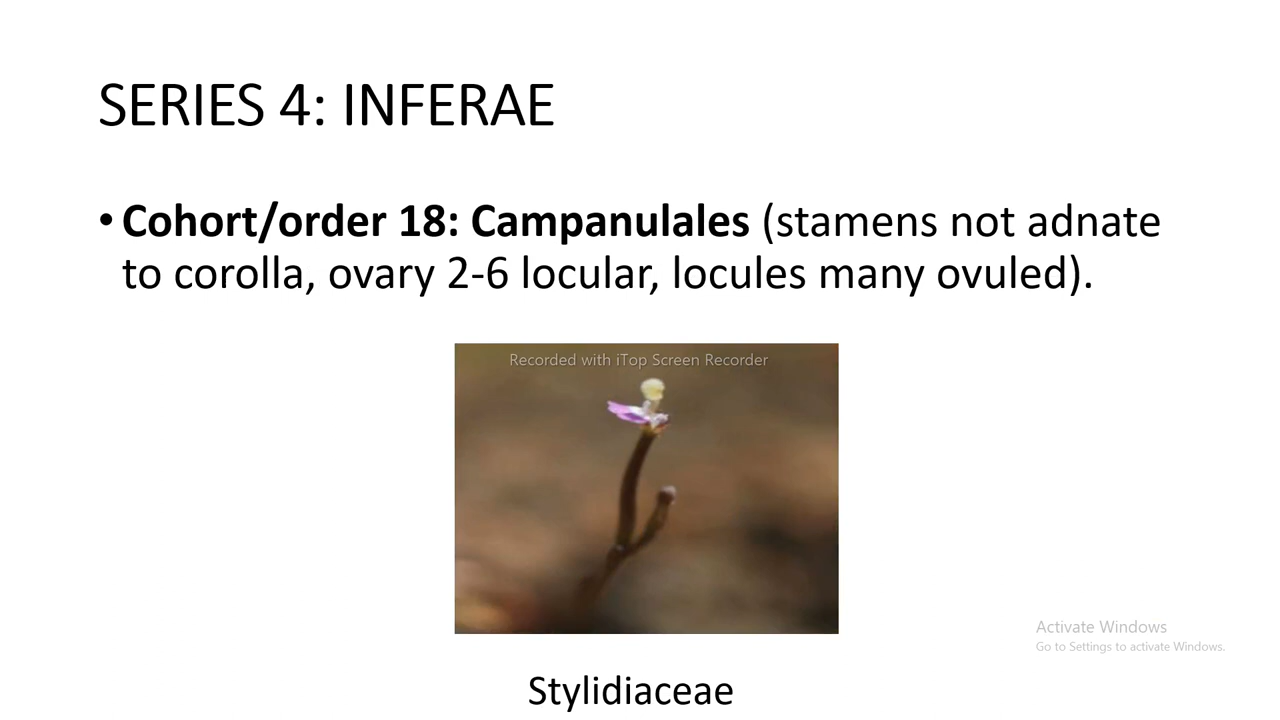 SERIES 4: INFERAE
• Cohort/order 18: Campanulales (stamens not adnate
to corolla, ovary 2-6 locular, locules many ovuled).
Recorded with iTop Screen Recorder
Activate Windows
Go to Settings to activate Windows.
Stylidiaceae